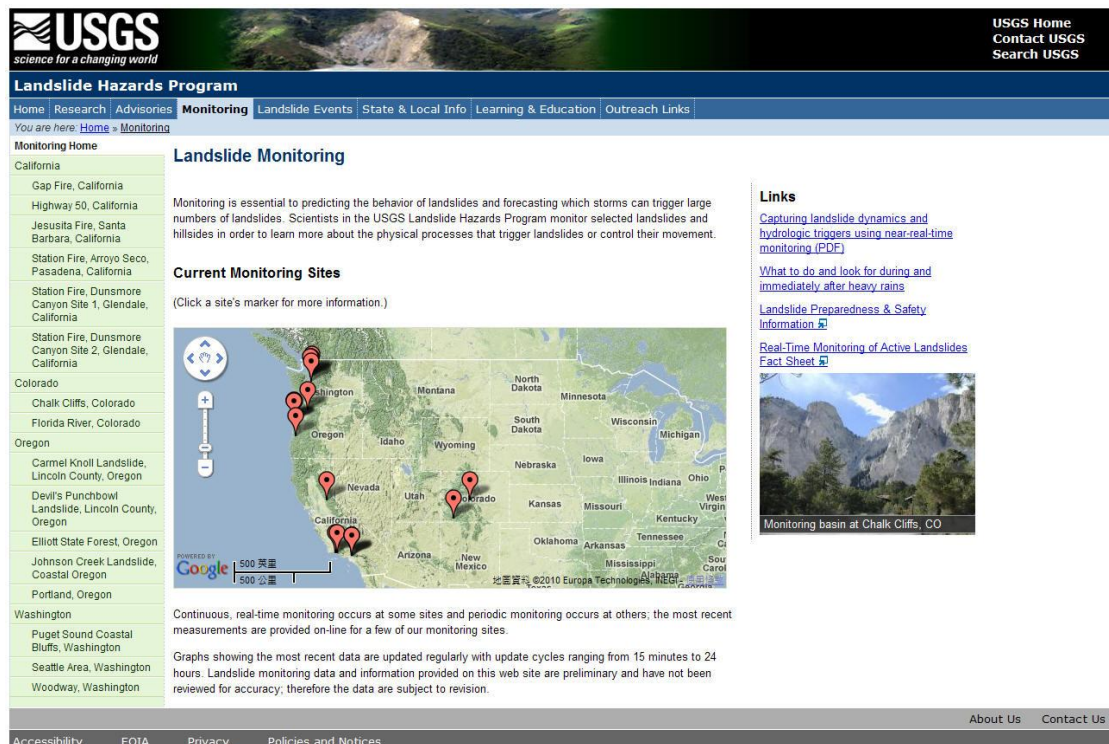 USGS
science for a changing world
USGS Home
Contact USGS
Search USGS
Landslide Hazards Program
Home Research Advisories Monitoring Landslide Events State & Local Info Learning & Education Outreach Links
You are here: Home » Monitoring
Monitoring Home
California
Gap Fire, California
Highway 50, California
Jesusita Fire, Santa
Barbara, California
Station Fire, Arroyo Seco,
Pasadena, California
Station Fire, Dunsmore
Canyon Site 1, Glendale,
California
Station Fire, Dunsmore
Canyon Site 2, Glendale,
California
Colorado
Chalk Cliffs, Colorado
Florida River, Colorado
Oregon
Carmel Knoll Landslide,
Lincoln County, Oregon
Devil's Punchbowl
Landslide, Lincoln County,
Oregon
Elliott State Forest, Oregon
Johnson Creek Landslide,
Coastal Oregon
Portland, Oregon
Washington
Puget Sound Coastal
Bluffs, Washington
Seattle Area, Washington
Woodway, Washington
Landslide Monitoring
Monitoring is essential to predicting the behavior of landslides and forecasting which storms can trigger large
numbers of landslides. Scientists in the USGS Landslide Hazards Program monitor selected landslides and
hillsides in order to learn more about the physical processes that trigger landslides or control their movement.
Current Monitoring Sites
(Click a site's marker for more information.)
Washington
Montana
North
Dakota
Minnesota
Oregon
Idaho
Wyoming
South
Dakota
Wisconsin
Michigan
Nebraska
Iowa
Illinois Indiana Ohio
Nevada
Utah
Colorado
Kansas
Missouri
West
Virgin
Kentucky
California
Arizona
New
Mexico
Oklahoma
Arkansas
Tennessee
Mississippi
Alabama
Sou
Carol
Georgia
Texas
POWERED BY
Google
500 英里
500 公里
地圖資料 ©2010 Europa Technologies, INEGI -
Continuous, real-time monitoring occurs at some sites and periodic monitoring occurs at others; the most recent
measurements are provided on-line for a few of our monitoring sites.
Graphs showing the most recent data are updated regularly with update cycles ranging from 15 minutes to 24
hours. Landslide monitoring data and information provided on this web site are preliminary and have not been
reviewed for accuracy; therefore the data are subject to revision.
Links
Capturing landslide dynamics and
hydrologic triggers using near-real-time
monitoring (PDF)
What to do and look for during and
immediately after heavy rains
Landslide Preparedness & Safety
Information
Real-Time Monitoring of Active Landslides
Fact Sheet
Monitoring basin at Chalk Cliffs, CO
About Us Contact Us
Accessibility FOIA Privacy Policies and Notices